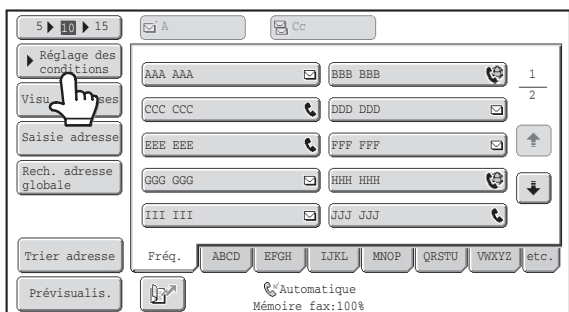 5 10 15
À
Cc
Réglage des
conditions
Visu. ses
Saisie adresse
Rech. adresse
globale
Trier adresse
Prévisualis.
AAA AAA
BBB BBB
CCC CCC
DDD DDD
EEE EEE
FFF FFF
GGG GGG
HHH HHH
III III
JJJ JJJ
1
2
Fréq. ABCD EFGH IJKL MNOP QRSTU VWXYZ etc.
Automatique
Mémoire fax:100%